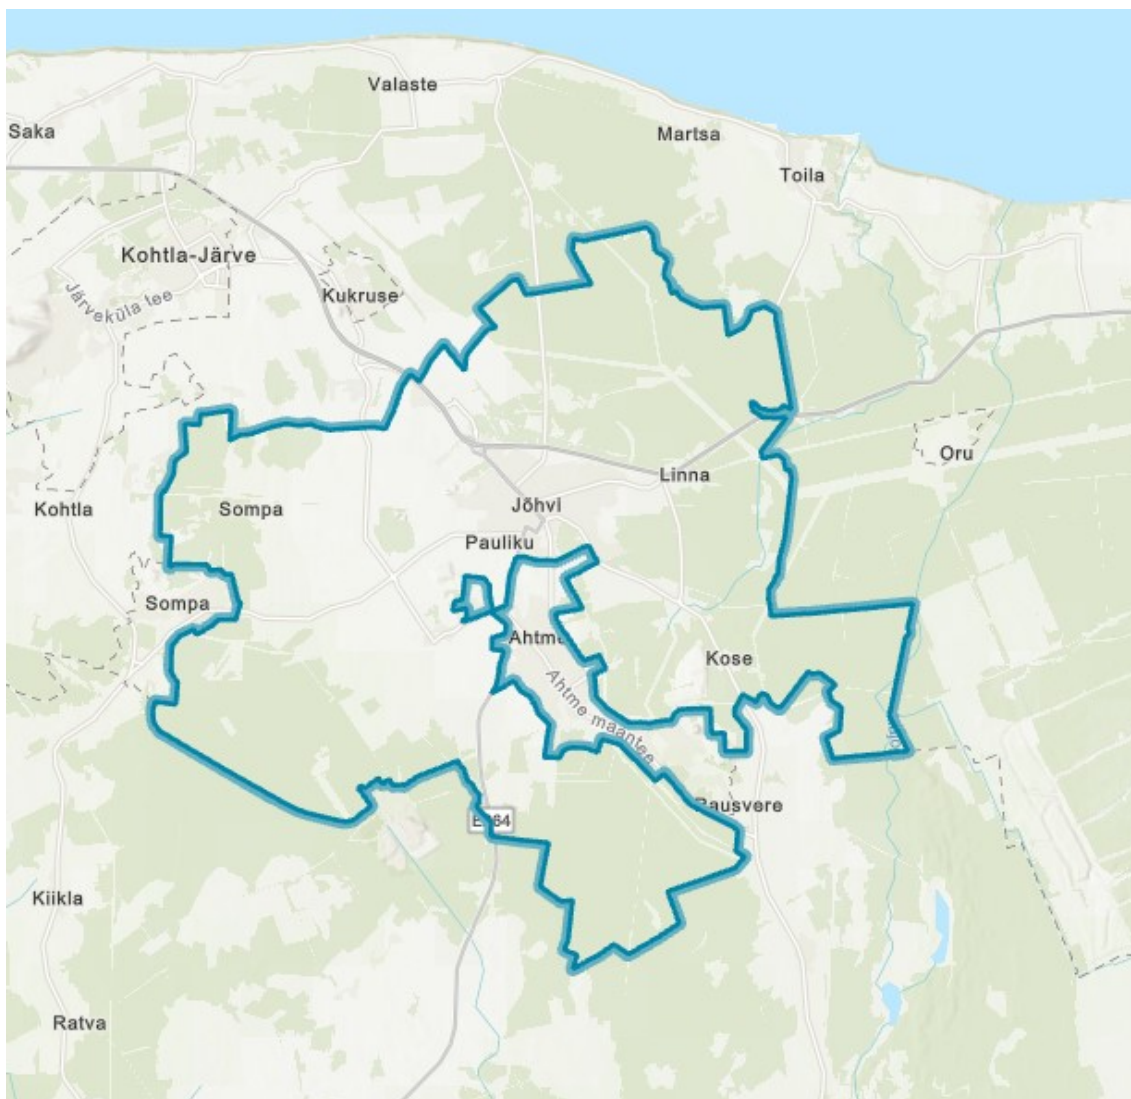 Valaste
Saka
Martsa
Toila
Kohtla-Järve
Järveküla tee
Kukruse
Oru
Linna
Kohtla
Sompa
Jõhvi
Pauliku
Sompa
Ahtme
Kose
Ahtme maantee
Pausvere
Kiikla
Ratva